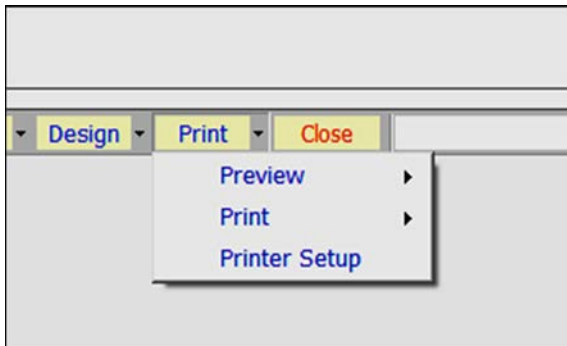 Design Print Close
Preview
Print
Printer Setup